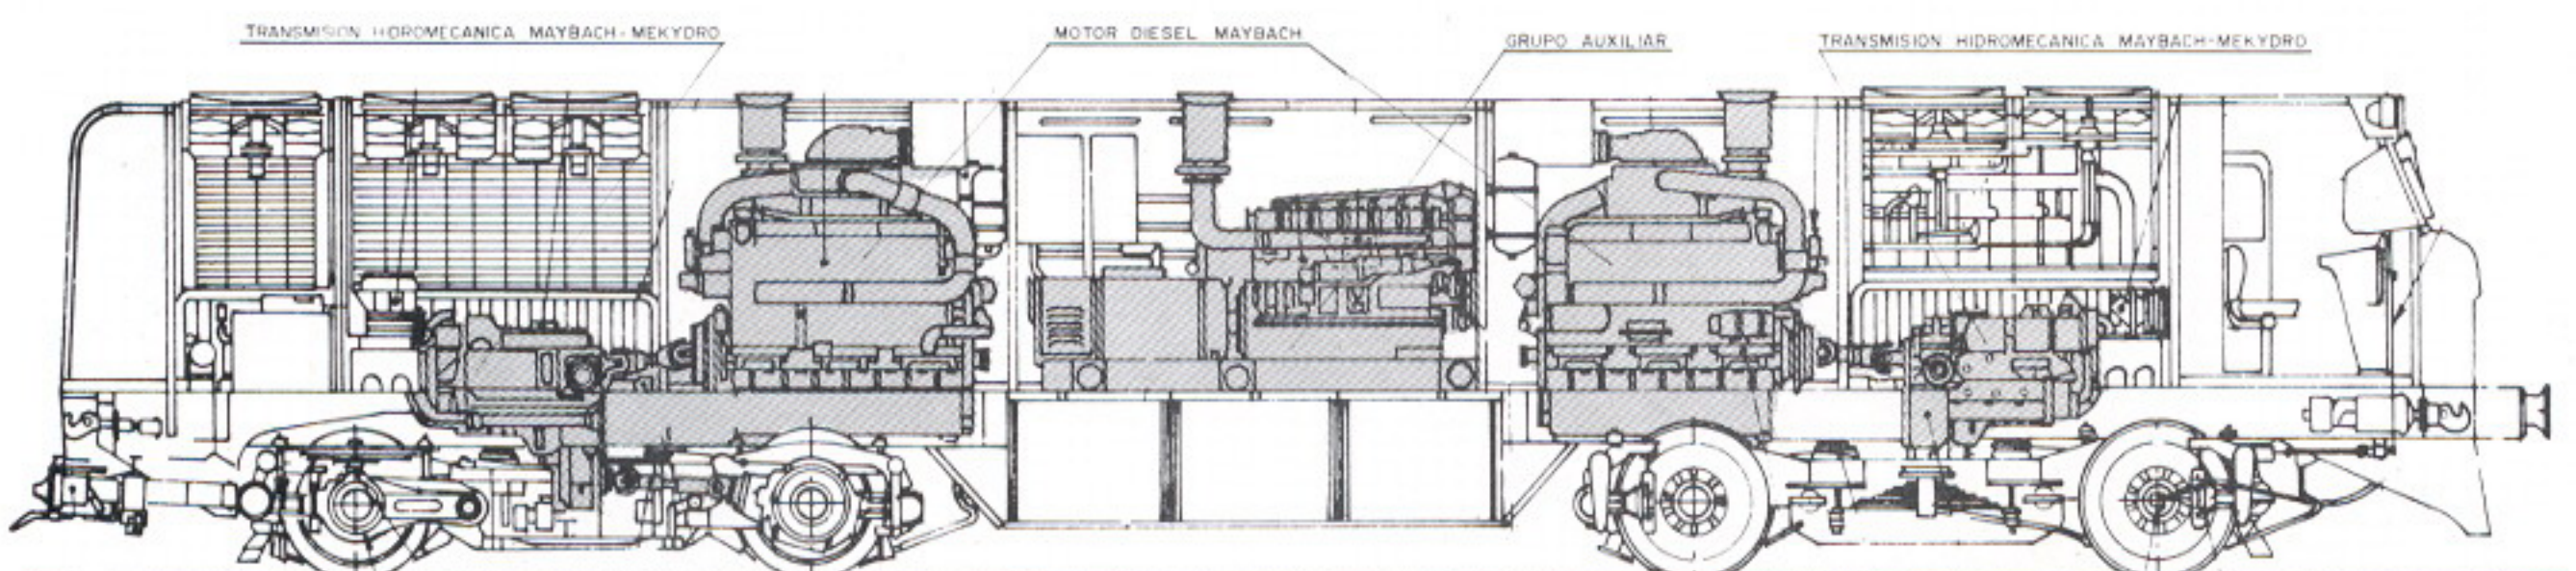 TRANSMISION HIDROMECANICA MAYBACH-MEKYDRO
MOTOR DIESEL MAYBACH
GRUPO AUXILIAR
TRANSMISION HIDROMECANICA MAYBACH-MEKYDRO